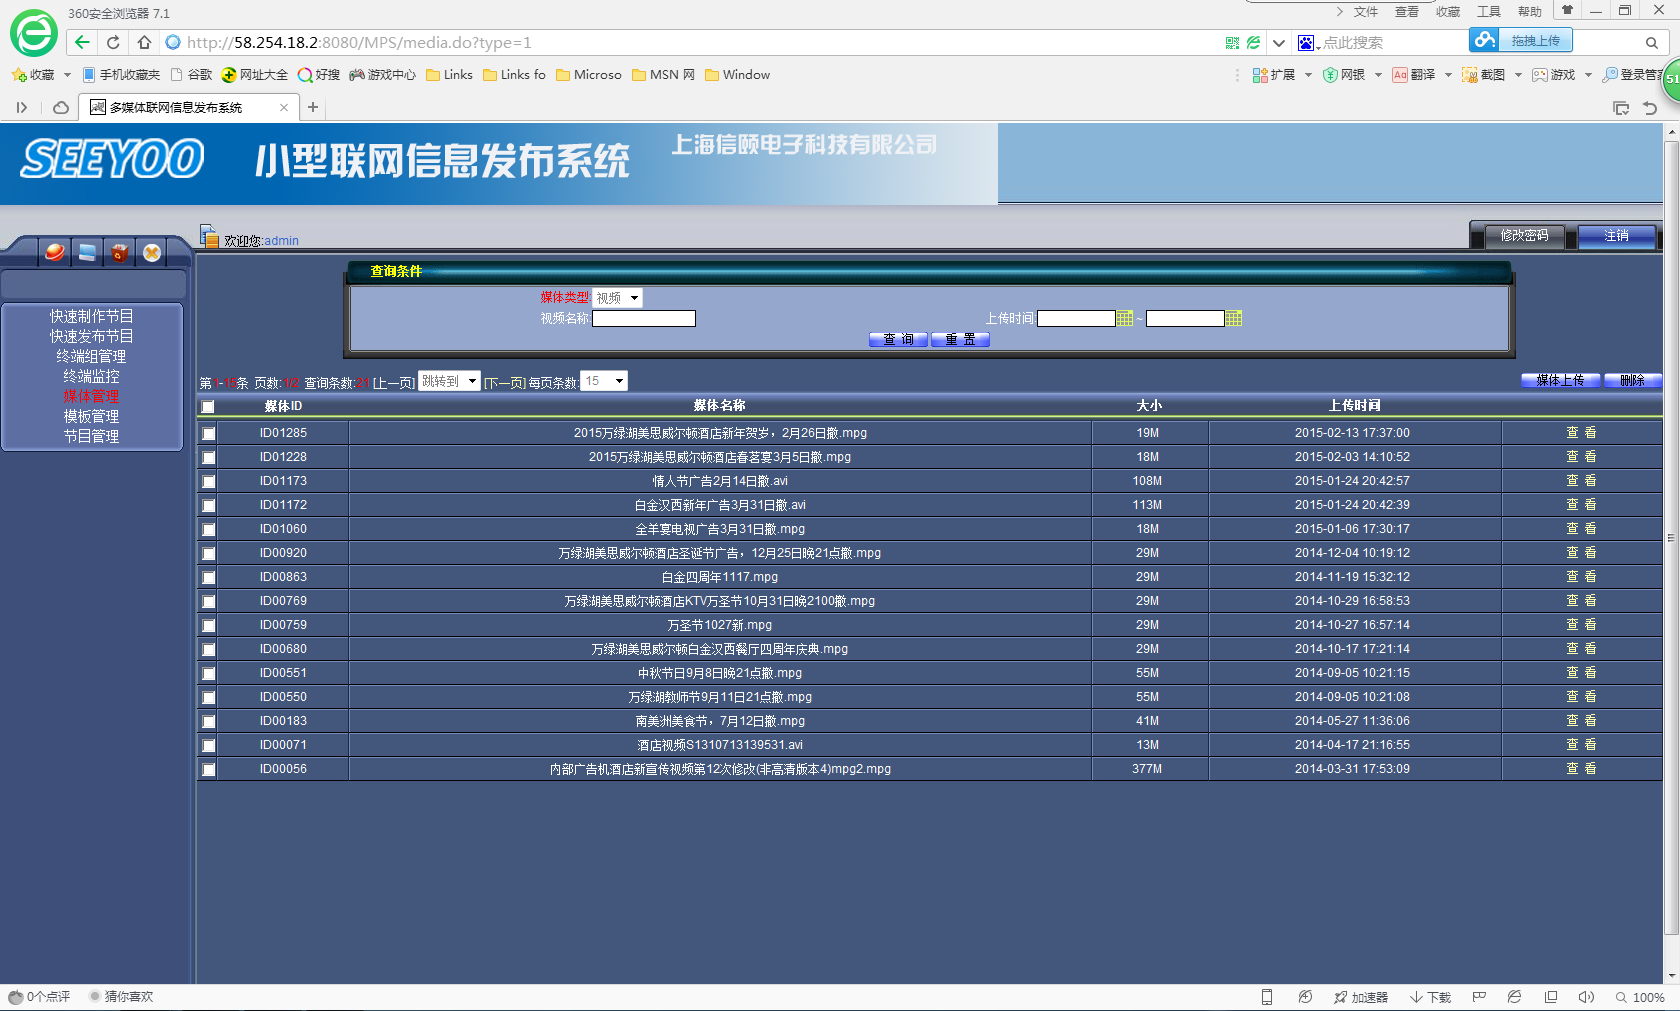 360安全浏览器 7.1
文件 查看 收藏 工具 帮助
http://58.254.18.2:8080/MPS/media.do?type=1
点此搜索
拖拽上传
收藏 手机收藏夹 谷歌 网址大全 好搜 游戏中心 Links Links fo Microso MSN 网 Window
扩展 网银 Aa 翻译 截图 游戏 登录管家
51
多媒体联网信息发布系统
SEEYOO 小型联网信息发布系统 上海信颐电子科技有限公司
欢迎您:admin
修改密码 注销
快速制作节目
快速发布节目
终端组管理
终端监控
媒体管理
模板管理
节目管理
查询条件
媒体类型: 视频
视频名称: 上传时间: ~
查 询 重 置
第1-15条 页数:1/2 查询条数:21 [上一页] 跳转到 [下一页] 每页条数: 15
媒体上传 删除
媒体ID 媒体名称 大小 上传时间
ID01285 2015万绿湖美思威尔顿酒店新年贺岁，2月26日撤.mpg 19M 2015-02-13 17:37:00 查 看
ID01228 2015万绿湖美思威尔顿酒店春茗宴3月5日撤.mpg 18M 2015-02-03 14:10:52 查 看
ID01173 情人节广告2月14日撤.avi 108M 2015-01-24 20:42:57 查 看
ID01172 白金汉西新年广告3月31日撤.avi 113M 2015-01-24 20:42:39 查 看
ID01060 全羊宴电视广告3月31日撤.mpg 18M 2015-01-06 17:30:17 查 看
ID00920 万绿湖美思威尔顿酒店圣诞节广告，12月25日晚21点撤.mpg 29M 2014-12-04 10:19:12 查 看
ID00863 白金四周年1117.mpg 29M 2014-11-19 15:32:12 查 看
ID00769 万绿湖美思威尔顿酒店KTV万圣节10月31日晚2100撤.mpg 29M 2014-10-29 16:58:53 查 看
ID00759 万圣节1027新.mpg 29M 2014-10-27 16:57:14 查 看
ID00680 万绿湖美思威尔顿白金汉西餐厅四周年庆典.mpg 29M 2014-10-17 17:21:14 查 看
ID00551 中秋节日9月8日晚21点撤.mpg 55M 2014-09-05 10:21:15 查 看
ID00550 万绿湖教师节9月11日21点撤.mpg 55M 2014-09-05 10:21:08 查 看
ID00183 南美洲美食节，7月12日撤.mpg 41M 2014-05-27 11:36:06 查 看
ID00071 酒店视频S1310713139531.avi 13M 2014-04-17 21:16:55 查 看
ID00056 内部广告机酒店新宣传视频第12次修改(非高清版本4)mpg2.mpg 377M 2014-03-31 17:53:09 查 看
0个点评 猜你喜欢
加速器 下载 100%